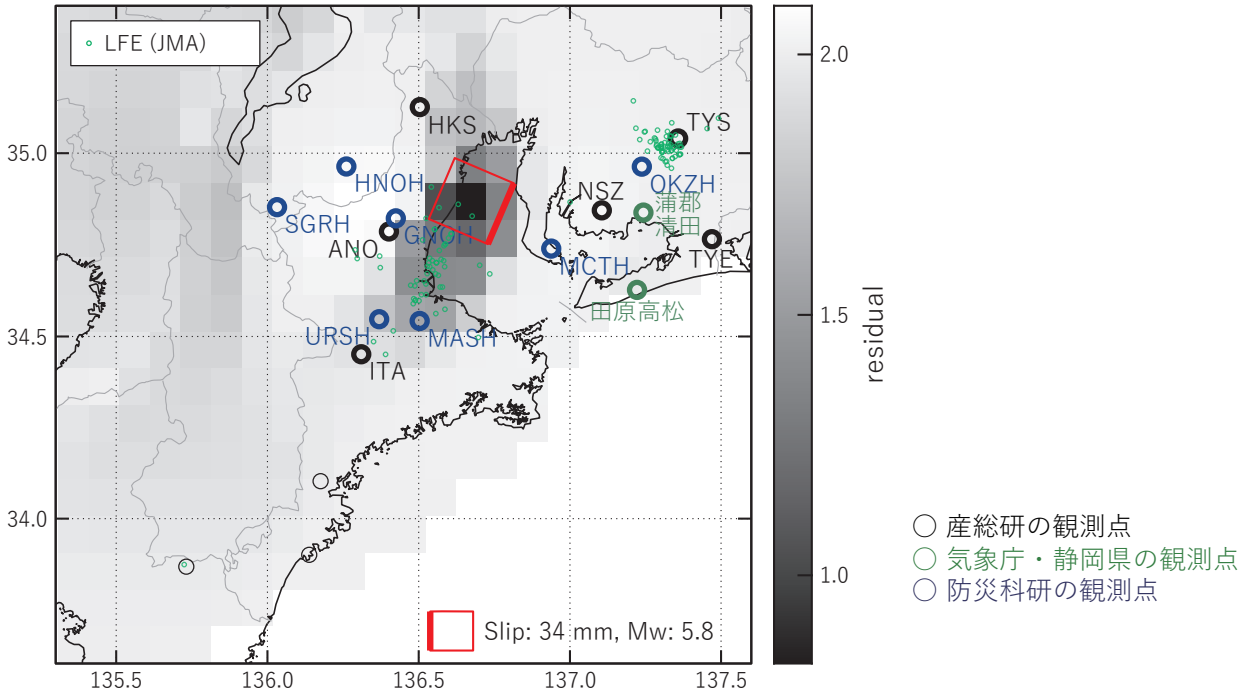 LFE (JMA)
HKS
TYS
HNOH
OKZH
NSZ
蒲郡
清田
SGRH
GNOH
ANO
TYE
MCTH
田原高松
URSH
MASH
ITA
Slip: 34 mm, Mw: 5.8
35.0
34.5
34.0
135.5
136.0
136.5
137.0
137.5
2.0
1.5
1.0
residual
産総研の観測点
気象庁・静岡県の観測点
防災科研の観測点